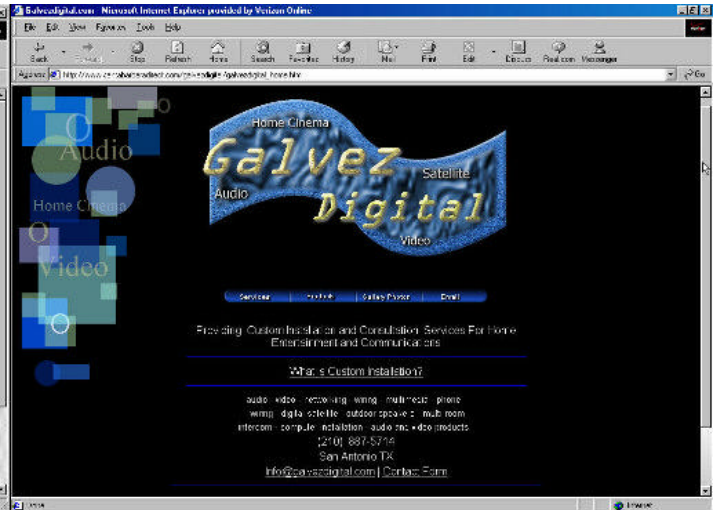 Galvezdigital.com - Microsoft Internet Explorer provided by Verizon Online
File Edit View Favorites Tools Help
Back Forward Stop Refresh Home Search Favorites History Mail Print Edit Discuss Real.com Messenger
Address
Go
O
O
Audio
Home Cinema
O
Video
O
Home Cinema
Galvez
Satellite
Audio
Digital
Video
Services Products Gallery Photos Email
Providing Custom Installation and Consultation Services For Home
Entertainment and Communications
What is Custom Installation?
audio - video - networking - wiring - multimedia - phone
wiring - digital satellite - outdoor speakers - multi room
intercom - computer installation - audio and video products
(210) 887-5714
San Antonio TX
Info@galvezdigital.com | Contact Form
Done
Internet